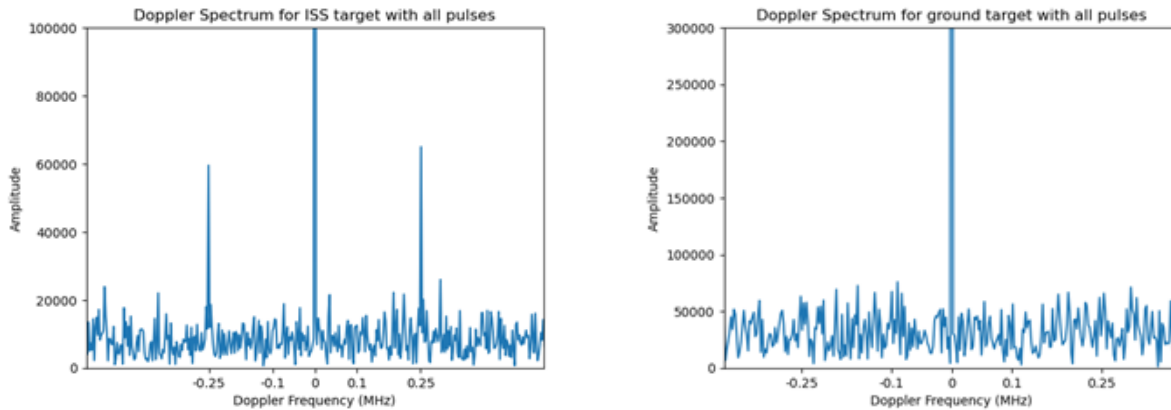 Doppler Spectrum for ISS target with all pulses
100000
80000
60000
40000
20000
0
Amplitude
-0.25 -0.1 0 0.1 0.25
Doppler Frequency (MHz)
Doppler Spectrum for ground target with all pulses
300000
250000
200000
150000
100000
50000
0
Amplitude
-0.25 -0.1 0 0.1 0.25
Doppler Frequency (MHz)